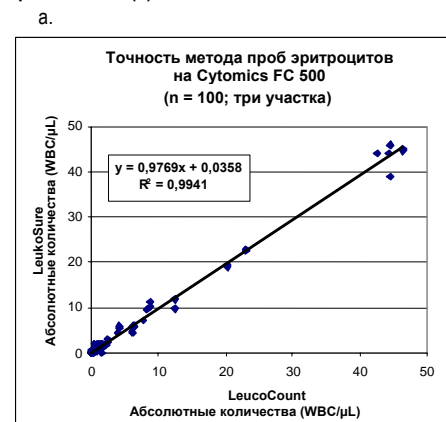 a.
Точность метода проб эритроцитов
на Cytomics FC 500
(n = 100; три участка)
y = 0,9769x + 0,0358
R² = 0,9941
LeukoSure
Абсолютные количества (WBC/µL)
50
40
30
20
10
0
0 10 20 30 40 50
LeucoCount
Абсолютные количества (WBC/µL)